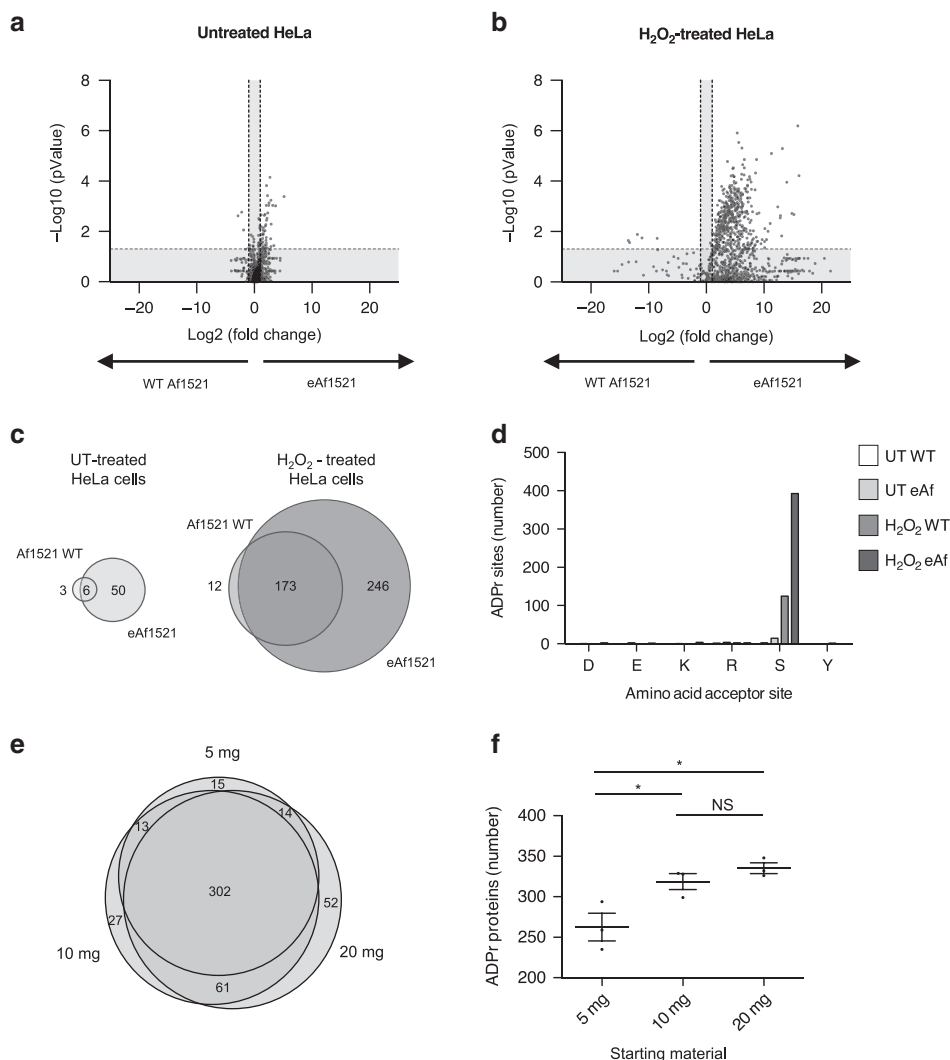 a
Untreated HeLa
8
6
4
2
0
–Log10 (pValue)
–20 –10 0 10 20
Log2 (fold change)
WT Af1521 eAf1521
b
H2O2-treated HeLa
8
6
4
2
0
–Log10 (pValue)
–20 –10 0 10 20
Log2 (fold change)
WT Af1521 eAf1521
c
UT-treated
HeLa cells
Af1521 WT
3 6 50
eAf1521
H2O2 - treated
HeLa cells
Af1521 WT
12 173 246
eAf1521
d
500
400
300
200
100
0
ADPr sites (number)
D E K R S Y
Amino acid acceptor site
UT WT
UT eAf
H2O2 WT
H2O2 eAf
e
5 mg
15
13 14
302
27 52
10 mg 20 mg
61
f
*
*
NS
400
350
300
250
200
ADPr proteins (number)
5 mg 10 mg 20 mg
Starting material